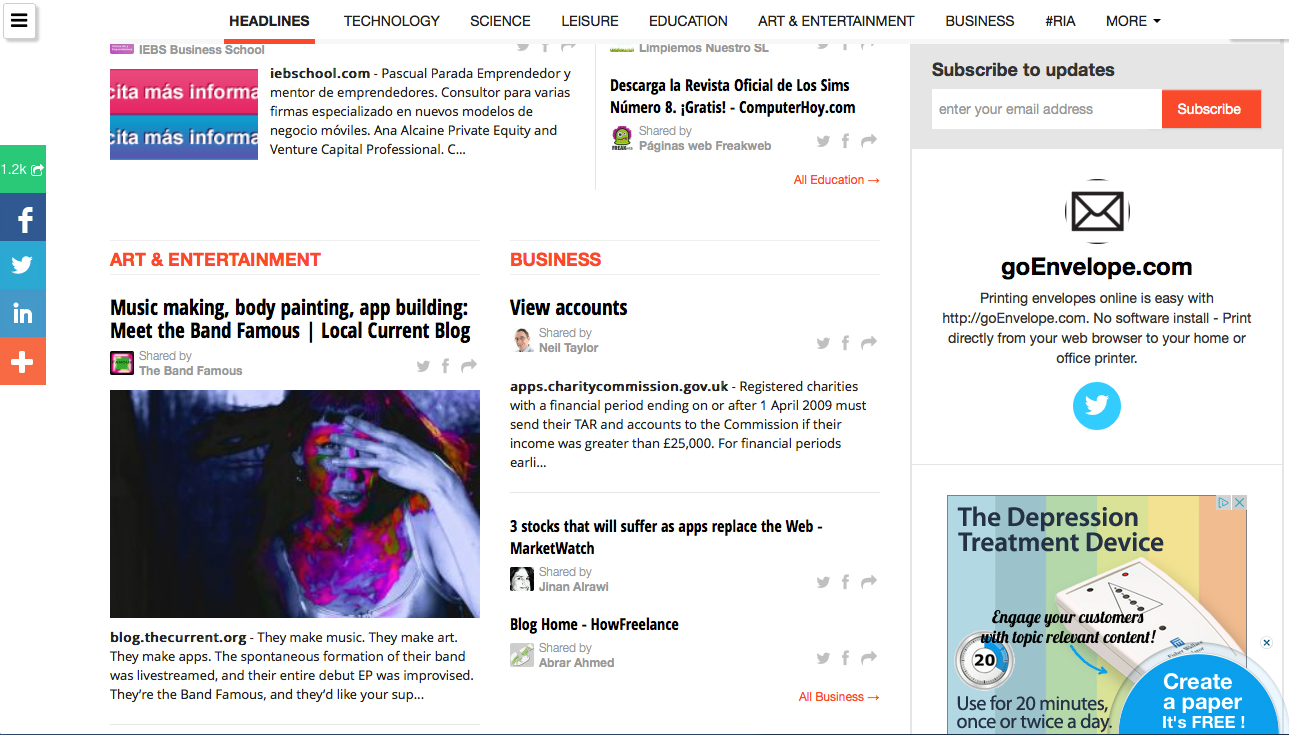 HEADLINES TECHNOLOGY SCIENCE LEISURE EDUCATION ART & ENTERTAINMENT BUSINESS #RIA MORE
1.2k
IEBS Business School
cita más informa
cita más informa
iebschool.com - Pascual Parada Emprendedor y
mentor de emprendedores. Consultor para varias
firmas especializado en nuevos modelos de
negocio móviles. Ana Alcaine Private Equity and
Venture Capital Professional. C...
Limpiemos Nuestro SL
Descarga la Revista Oficial de Los Sims
Número 8. ¡Gratis! - ComputerHoy.com
Shared by
Páginas web Freakweb
All Education →
ART & ENTERTAINMENT
Music making, body painting, app building:
Meet the Band Famous | Local Current Blog
Shared by
The Band Famous
blog.thecurrent.org - They make music. They make art.
They make apps. The spontaneous formation of their band
was livestreamed, and their entire debut EP was improvised.
They're the Band Famous, and they'd like your sup...
BUSINESS
View accounts
Shared by
Neil Taylor
apps.charitycommission.gov.uk - Registered charities
with a financial period ending on or after 1 April 2009 must
send their TAR and accounts to the Commission if their
income was greater than £25,000. For financial periods
earli...
3 stocks that will suffer as apps replace the Web -
MarketWatch
Shared by
Jinan Alrawi
Blog Home - HowFreelance
Shared by
Abrar Ahmed
All Business →
Subscribe to updates
enter your email address
Subscribe
goEnvelope.com
Printing envelopes online is easy with
http://goEnvelope.com. No software install - Print
directly from your web browser to your home or
office printer.
The Depression
Treatment Device
Engage your customers
with topic relevant content!
20
Use for 20 minutes,
once or twice a day.
Create
a paper
It's FREE !